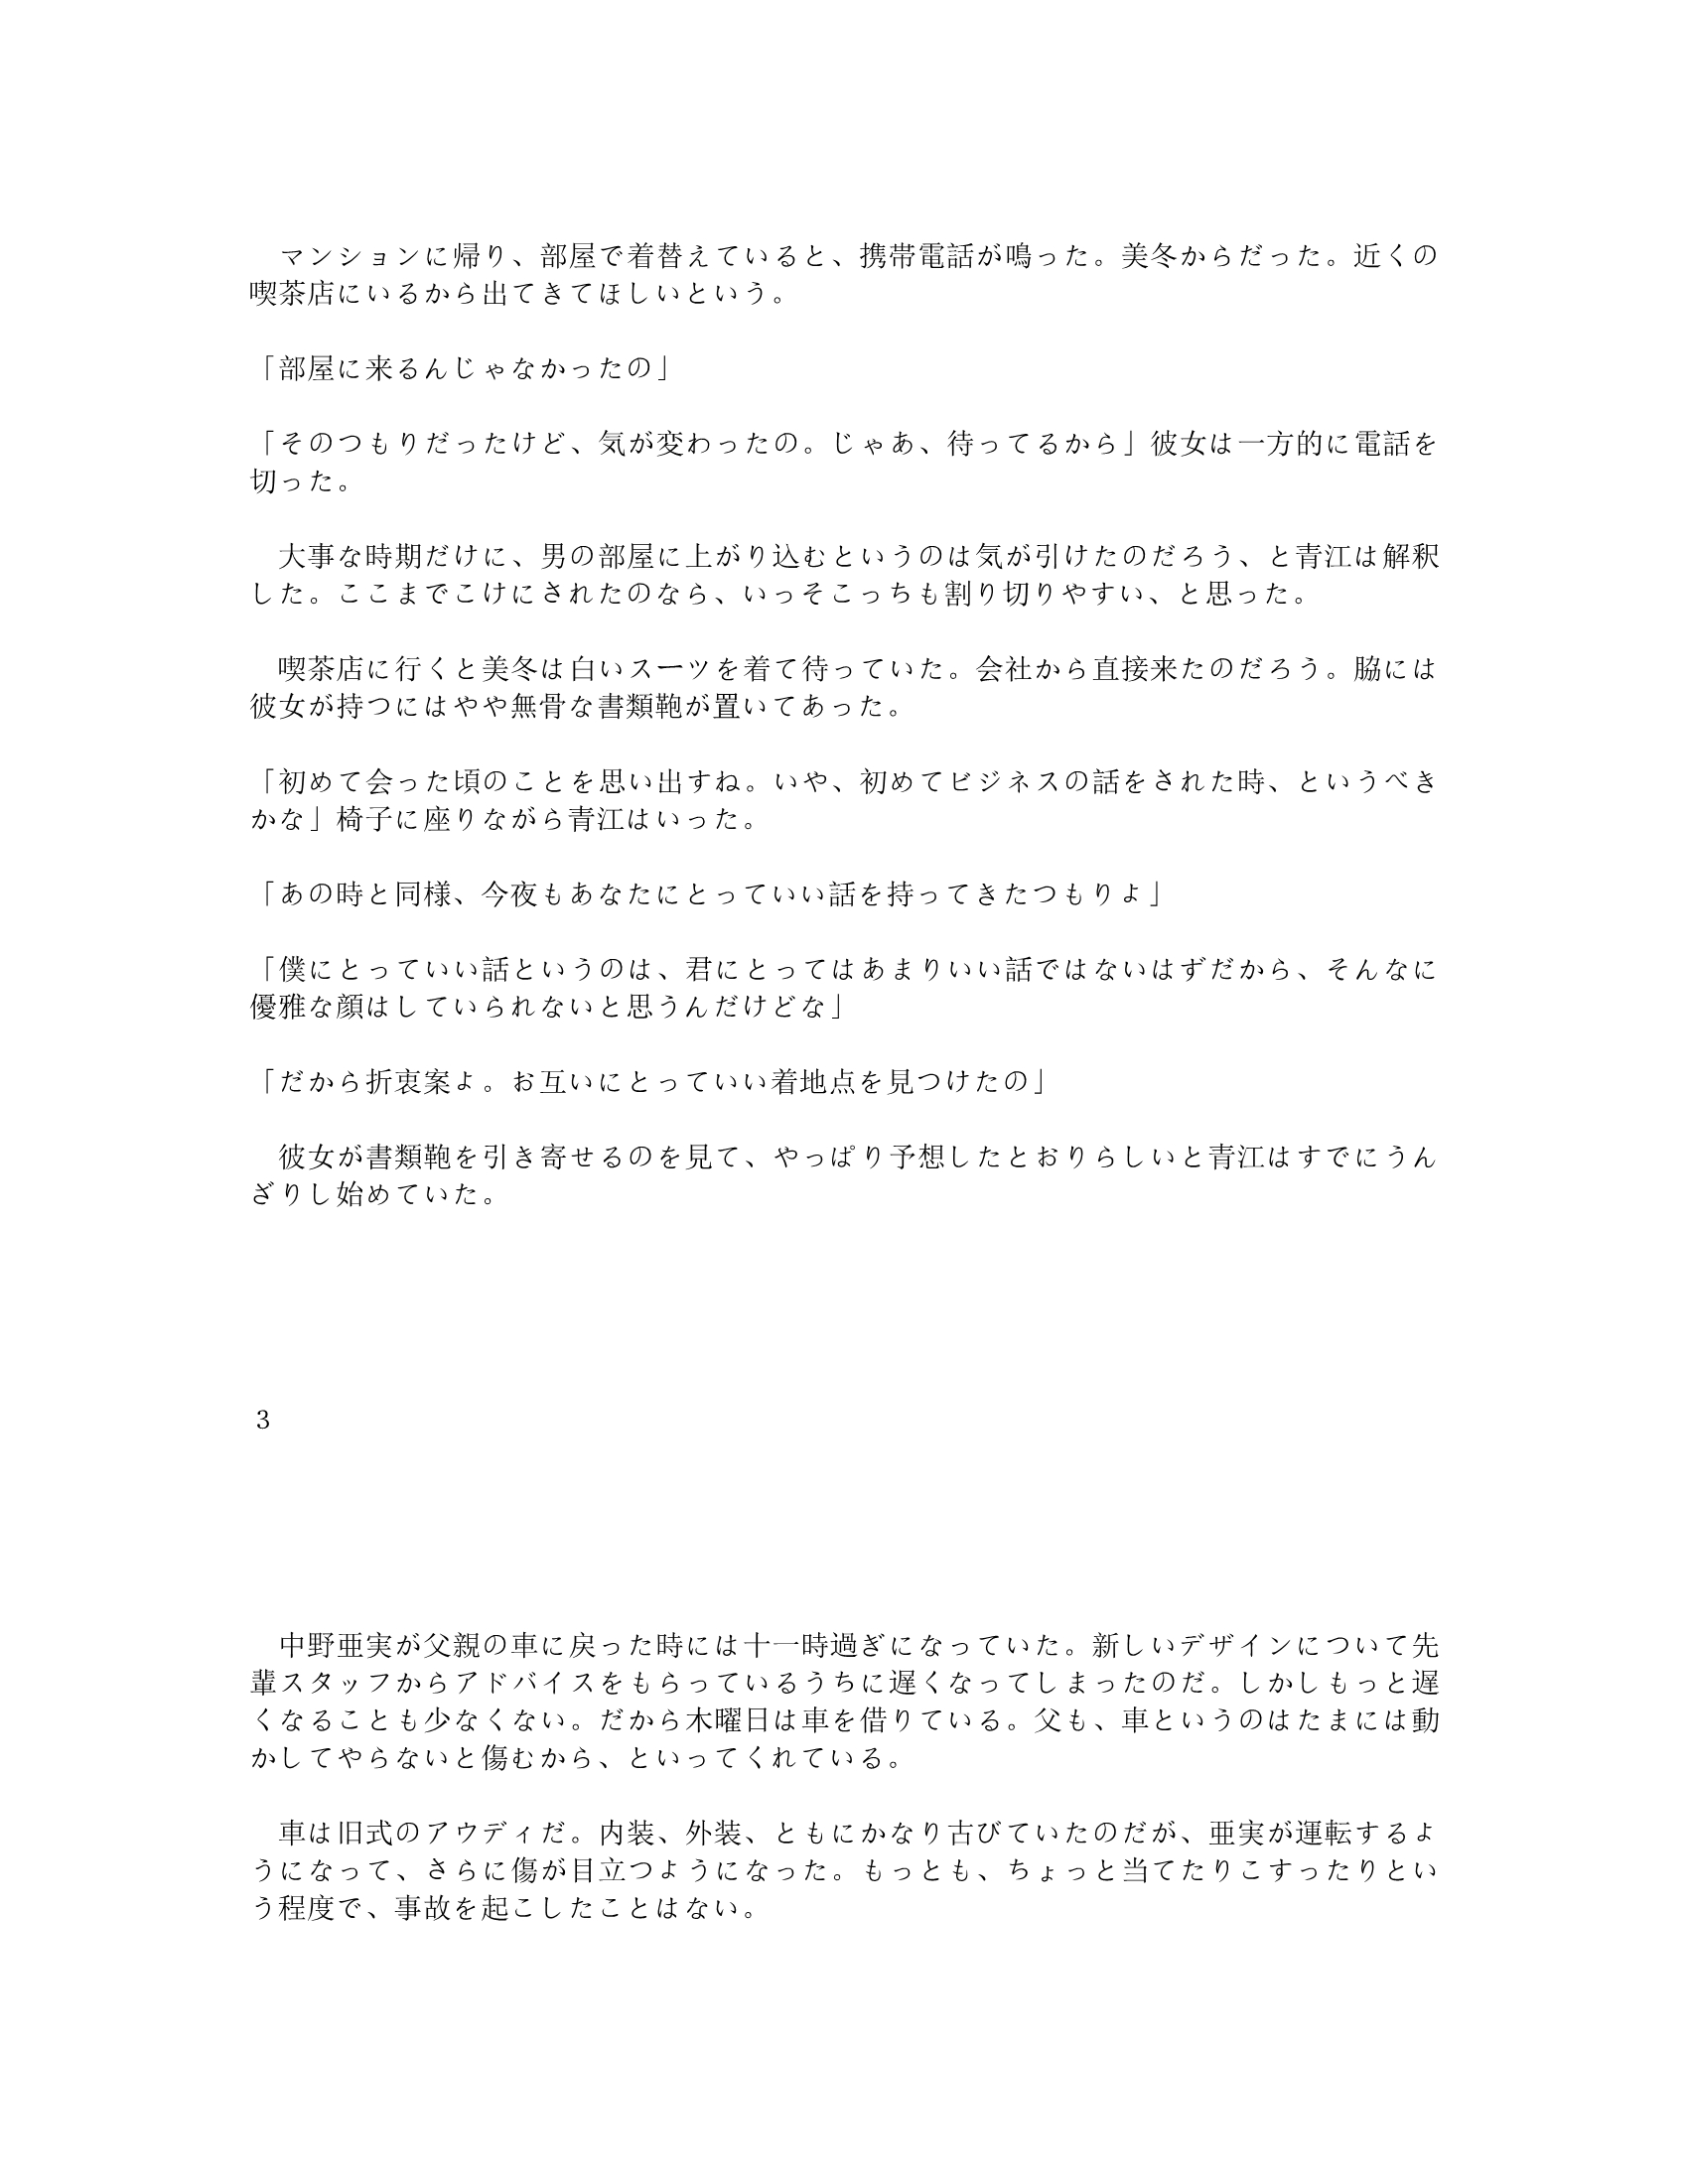 マンションに帰り、部屋で着替えていると、携帯電話が鳴った。美冬からだった。近くの
喫茶店にいるから出てきてほしいという。
「部屋に来るんじゃなかったの」
「そのつもりだったけど、気が変わったの。じゃあ、待ってるから」彼女は一方的に電話を
切った。
　大事な時期だけに、男の部屋に上がり込むというのは気が引けたのだろう、と青江は解釈
した。ここまでこけにされたのなら、いっそこっちも割り切りやすい、と思った。
　喫茶店に行くと美冬は白いスーツを着て待っていた。会社から直接来たのだろう。脇には
彼女が持つにはやや無骨な書類鞄が置いてあった。
「初めて会った頃のことを思い出すね。いや、初めてビジネスの話をされた時、というべき
かな」椅子に座りながら青江はいった。
「あの時と同様、今夜もあなたにとっていい話を持ってきたつもりよ」
「僕にとっていい話というのは、君にとってはあまりいい話ではないはずだから、そんなに
優雅な顔はしていられないと思うんだけどな」
「だから折衷案よ。お互いにとっていい着地点を見つけたの」
　彼女が書類鞄を引き寄せるのを見て、やっぱり予想したとおりらしいと青江はすでにうん
ざりし始めていた。
３
　中野亜実が父親の車に戻った時には十一時過ぎになっていた。新しいデザインについて先
輩スタッフからアドバイスをもらっているうちに遅くなってしまったのだ。しかしもっと遅
くなることも少なくない。だから木曜日は車を借りている。父も、車というのはたまには動
かしてやらないと傷むから、といってくれている。
　車は旧式のアウディだ。内装、外装、ともにかなり古びていたのだが、亜実が運転するよ
うになって、さらに傷が目立つようになった。もっとも、ちょっと当てたりこすったりとい
う程度で、事故を起こしたことはない。